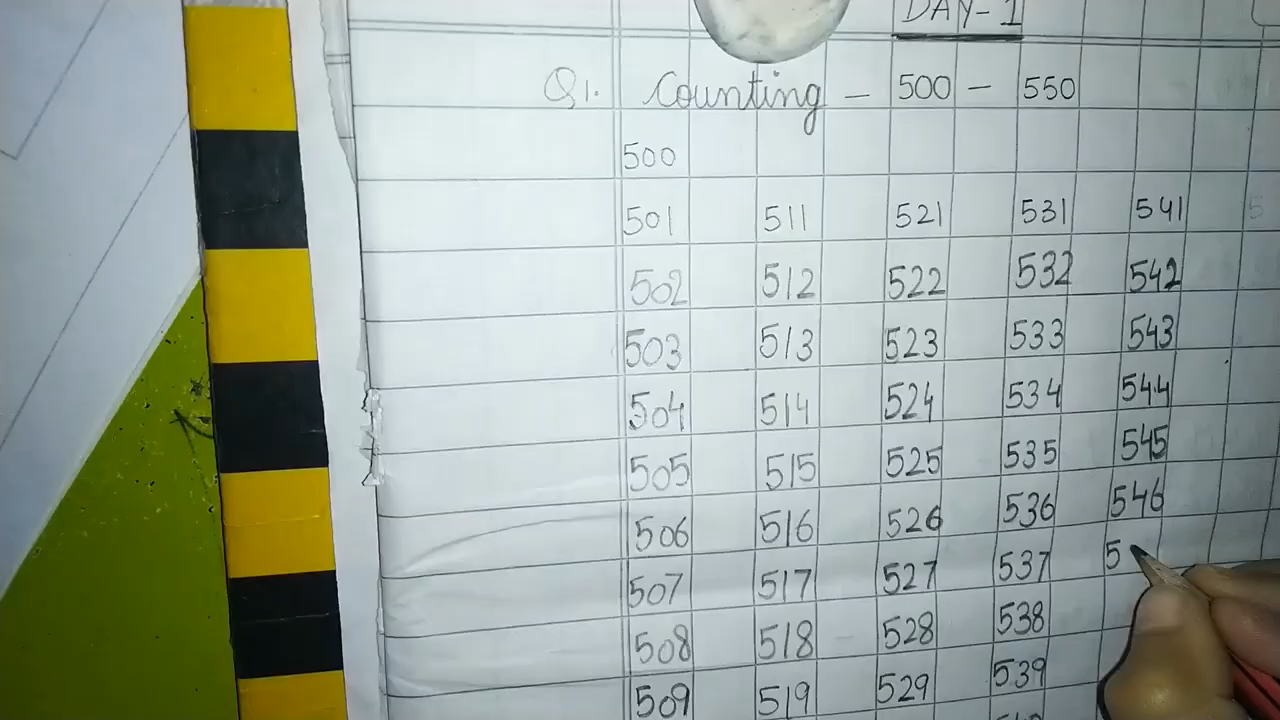 DAY-1
Q1. Counting - 500 - 550
500
501 511 521 531 541
502 512 522 532 542
503 513 523 533 543
504 514 524 534 544
505 515 525 535 545
506 516 526 536 546
507 517 527 537 5
508 518 528 538
509 519 529 539